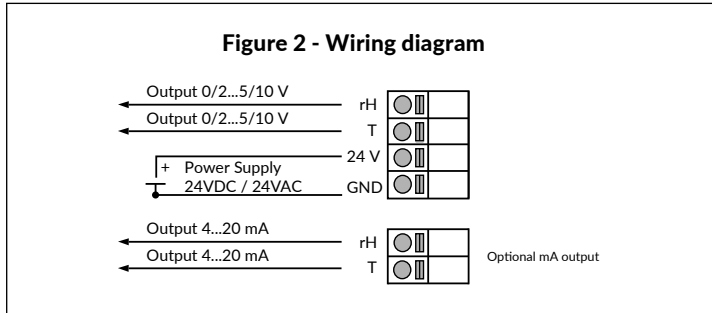 Figure 2 - Wiring diagram
Output 0/2...5/10 V
rH
Output 0/2...5/10 V
T
24 V
+ Power Supply
24VDC / 24VAC
GND
Output 4...20 mA
rH
Output 4...20 mA
T
Optional mA output